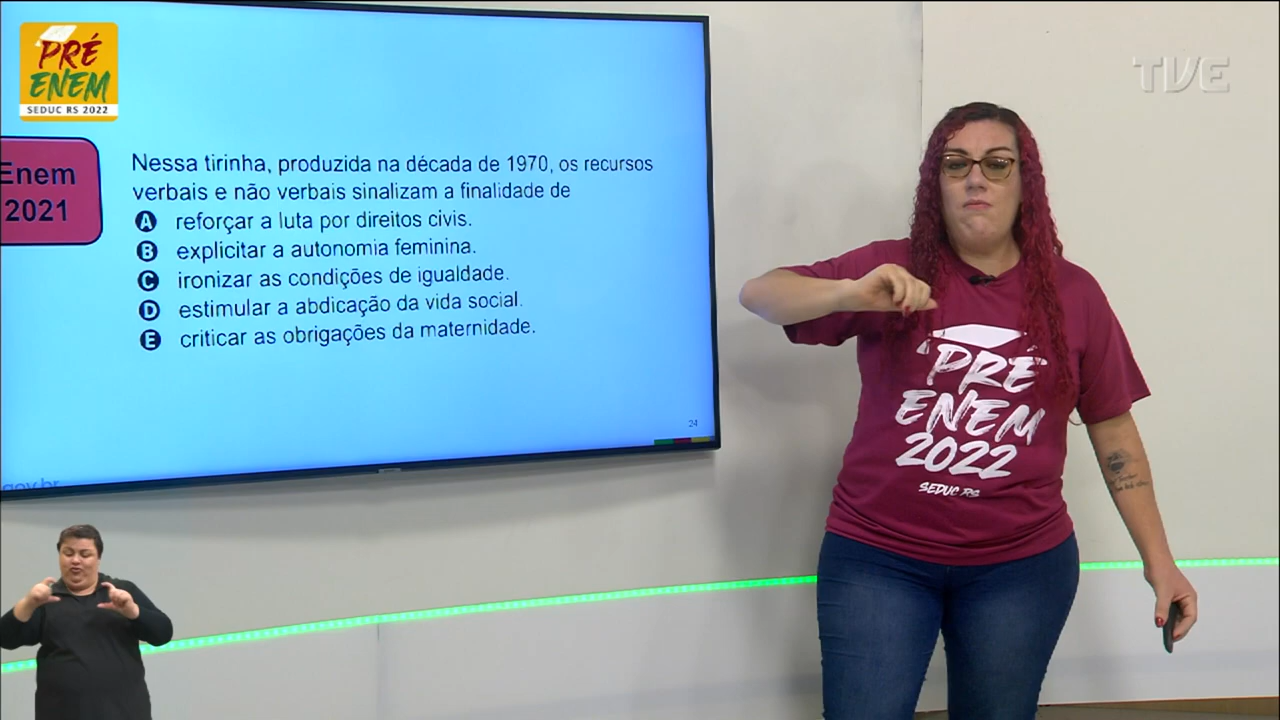 PRÉ
ENEM
SEDUC RS 2022
TVE
Enem
2021
Nessa tirinha, produzida na década de 1970, os recursos
verbais e não verbais sinalizam a finalidade de
A reforçar a luta por direitos civis.
B explicitar a autonomia feminina.
C ironizar as condições de igualdade.
D estimular a abdicação da vida social.
E criticar as obrigações da maternidade.
24
gov.br
PRÉ
ENEM
2022
SEDUC RS